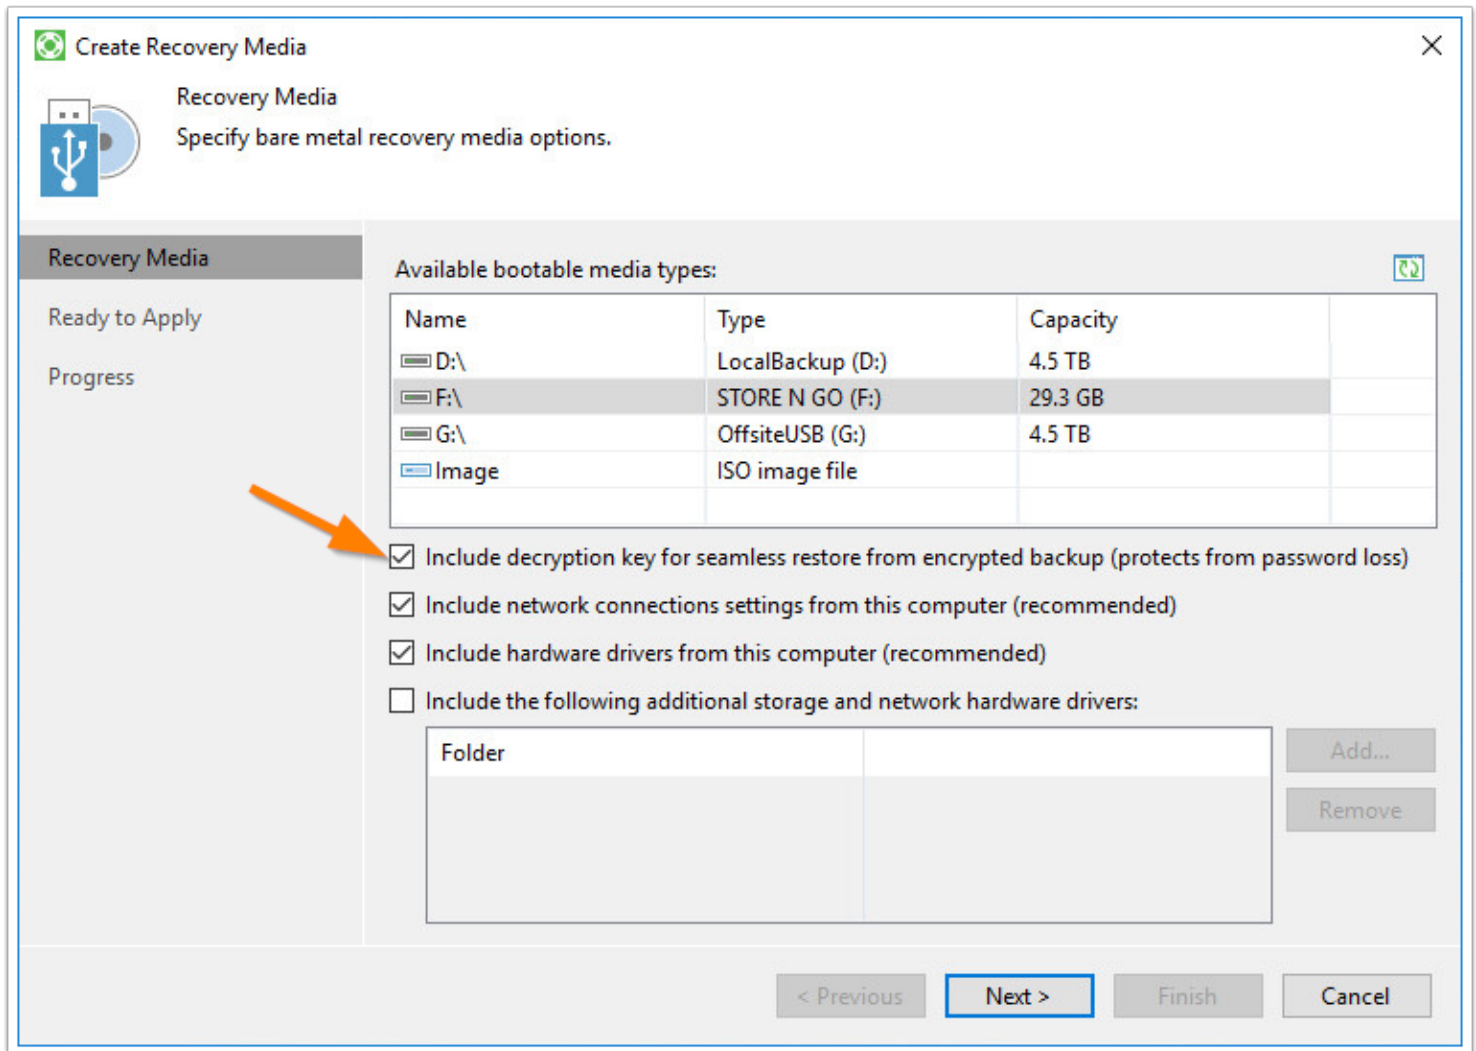 Create Recovery Media
Recovery Media
Specify bare metal recovery media options.
Recovery Media
Ready to Apply
Progress
Available bootable media types:
Name Type Capacity
D:\ LocalBackup (D:) 4.5 TB
F:\ STORE N GO (F:) 29.3 GB
G:\ OffsiteUSB (G:) 4.5 TB
Image ISO image file
Include decryption key for seamless restore from encrypted backup (protects from password loss)
Include network connections settings from this computer (recommended)
Include hardware drivers from this computer (recommended)
Include the following additional storage and network hardware drivers:
Folder
Add...
Remove
< Previous Next > Finish Cancel